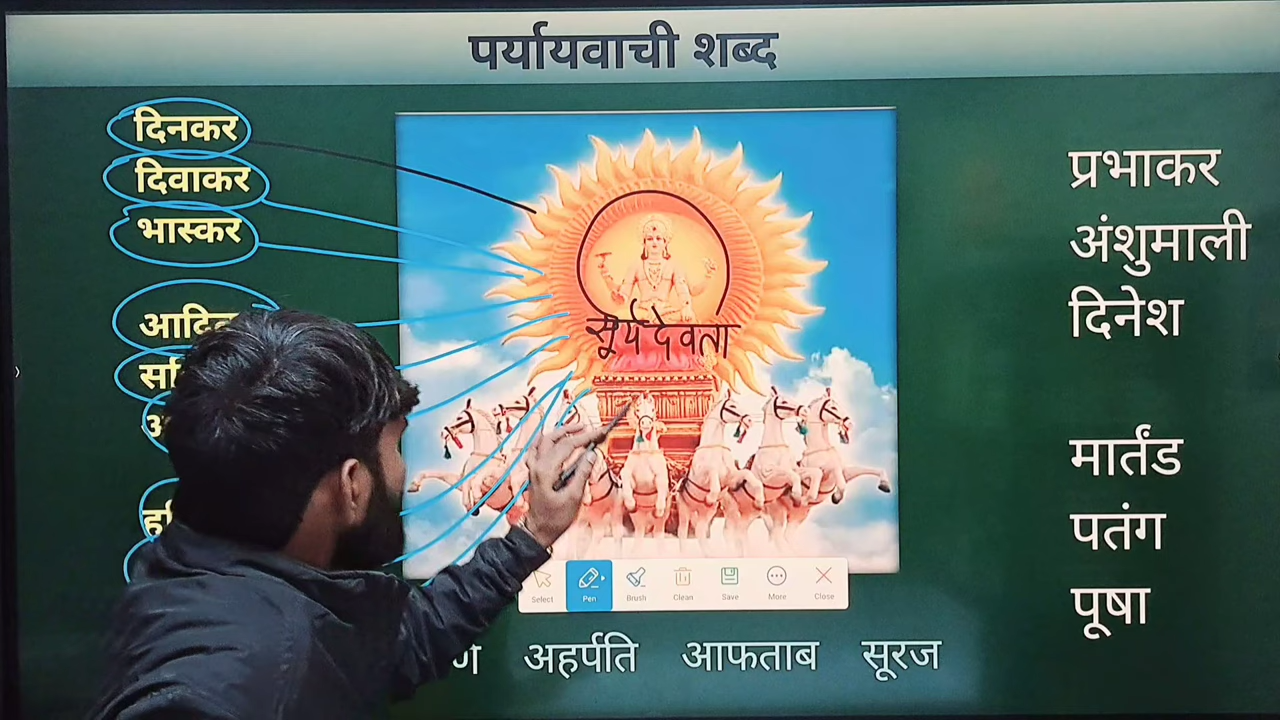 पर्यायवाची शब्द
दिनकर
दिवाकर
भास्कर
सूर्य देवता
प्रभाकर
अंशुमाली
दिनेश
मार्तंड
पतंग
पूषा
Select Pen Brush Clean Save More Close
अहर्पति आफताब सूरज